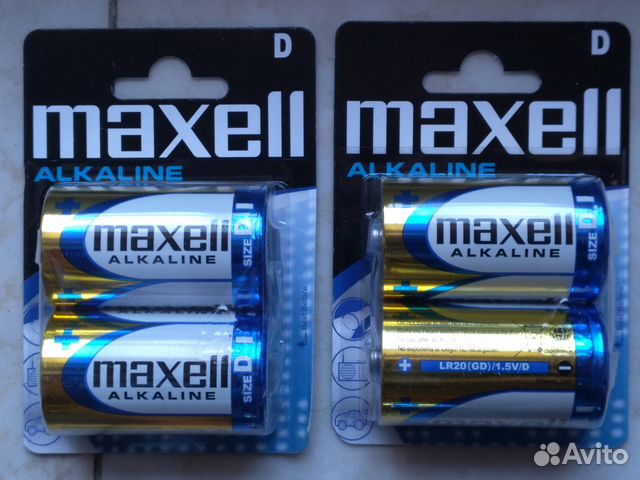 D
maxell
ALKALINE
maxell
ALKALINE
SIZE D
maxell
ALKALINE
SIZE D
D
maxell
ALKALINE
maxell
ALKALINE
SIZE D
+ LR20(GD)/1.5V/D −
Avito